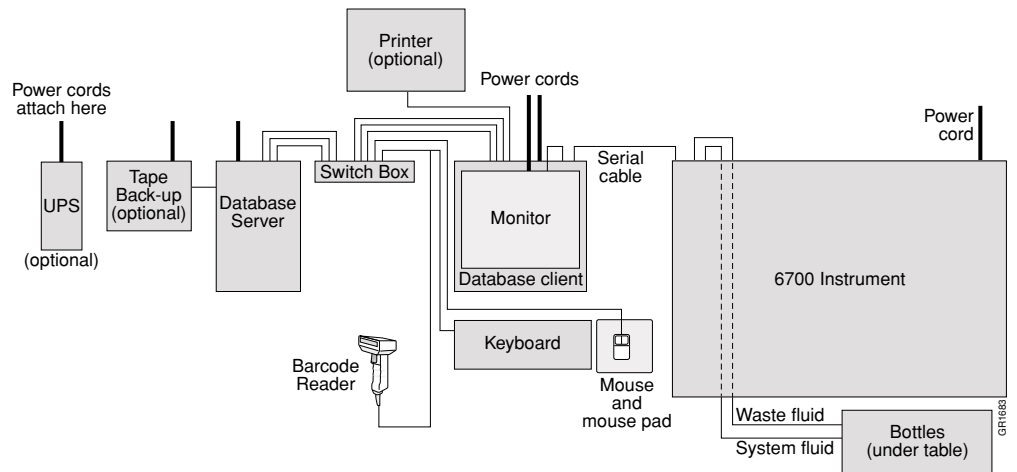 Printer
(optional)
Power cords
attach here
Power cords
Power
cord
UPS
(optional)
Tape
Back-up
(optional)
Database
Server
Switch Box
Monitor
Database client
Serial
cable
6700 Instrument
Keyboard
Barcode
Reader
Mouse
and
mouse pad
Waste fluid
System fluid
Bottles
(under table)
GR1683